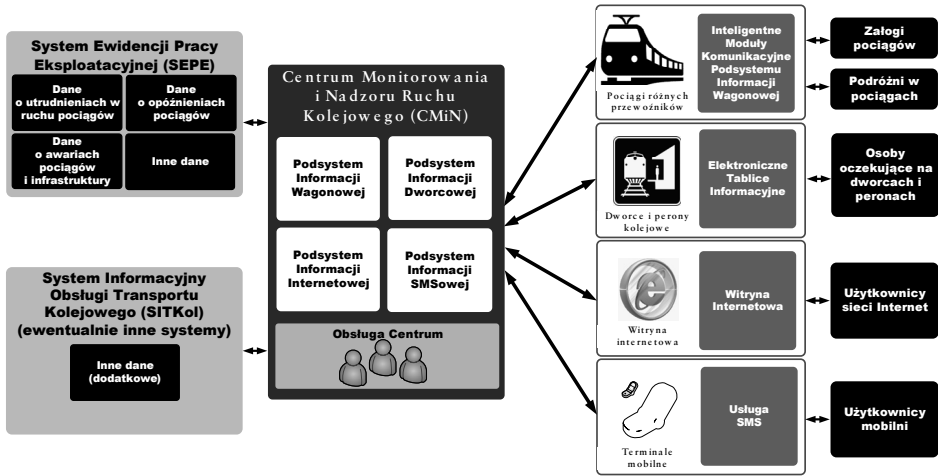 System Ewidencji Pracy
Eksploatacyjnej (SEPE)
Dane
o utrudnieniach w
ruchu pociągów
Dane
o opóźnieniach
pociągów
Dane
o awariach
pociągów
i infrastruktury
Inne dane
System Informacyjny
Obsługi Transportu
Kolejowego (SITKol)
(ewentualnie inne systemy)
Inne dane
(dodatkowe)
Centrum Monitorowania
i Nadzoru Ruchu
Kolejowego (CMiN)
Podsystem
Informacji
Wagonowej
Podsystem
Informacji
Dworcowej
Podsystem
Informacji
Internetowej
Podsystem
Informacji
SMSowej
Obsługa Centrum
Pociągi różnych
przewoźników
Inteligentne
Moduły
Komunikacyjne
Podsystemu
Informacji
Wagonowej
Załogi
pociągów
Podróżni w
pociągach
Dworce i perony
kolejowe
Elektroniczne
Tablice
Informacyjne
Osoby
oczekujące na
dworcach i
peronach
Witryna
internetowa
Witryna
Internetowa
Użytkownicy
sieci Internet
Terminale
mobilne
Usługa
SMS
Użytkownicy
mobilni